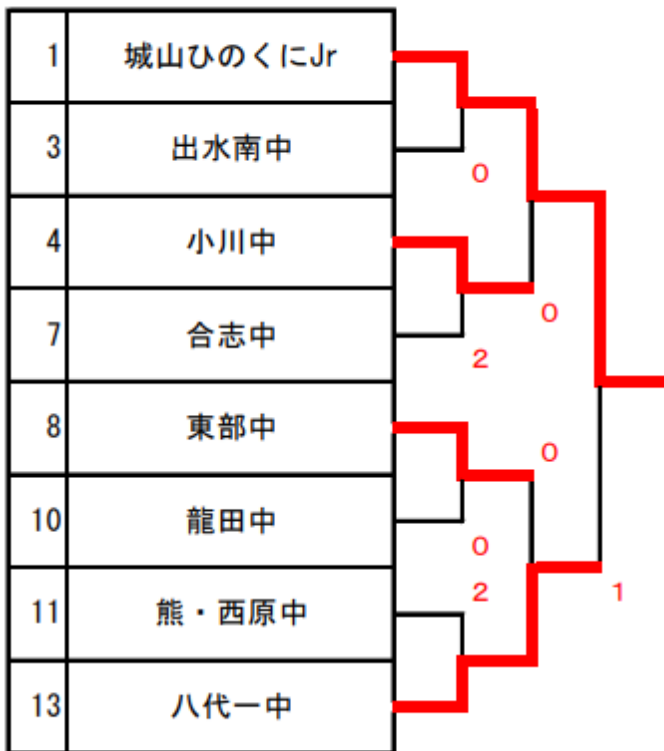 1 城山ひのくにJr
3 出水南中
0
4 小川中
0
7 合志中
2
8 東部中
0
10 龍田中
0
11 熊・西原中
2
1
13 八代一中